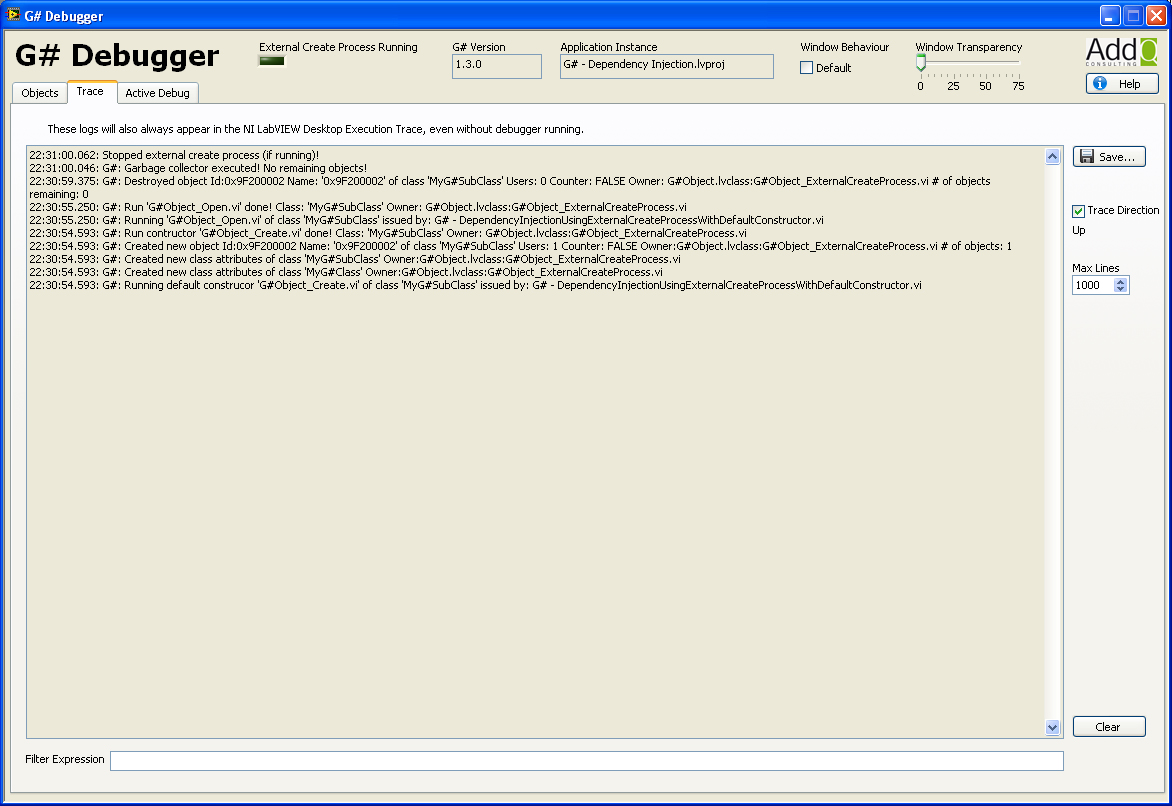 G# Debugger
G# Debugger
External Create Process Running
G# Version
1.3.0
Application Instance
G# - Dependency Injection.lvproj
Window Behaviour
Default
Window Transparency
0 25 50 75
AddQ
CONSULTING
Help
Objects
Trace
Active Debug
These logs will also always appear in the NI LabVIEW Desktop Execution Trace, even without debugger running.
22:31:00.062: Stopped external create process (if running)!
22:31:00.046: G#: Garbage collector executed! No remaining objects!
22:30:59.375: G#: Destroyed object Id:0x9F200002 Name: '0x9F200002' of class 'MyG#SubClass' Users: 0 Counter: FALSE Owner: G#Object.lvclass:G#Object_ExternalCreateProcess.vi # of objects
remaining: 0
22:30:55.250: G#: Run 'G#Object_Open.vi' done! Class: 'MyG#SubClass' Owner: G#Object.lvclass:G#Object_ExternalCreateProcess.vi
22:30:55.250: G#: Running 'G#Object_Open.vi' of class 'MyG#SubClass' issued by: G# - DependencyInjectionUsingExternalCreateProcessWithDefaultConstructor.vi
22:30:54.593: G#: Run contructor 'G#Object_Create.vi' done! Class: 'MyG#SubClass' Owner: G#Object.lvclass:G#Object_ExternalCreateProcess.vi
22:30:54.593: G#: Created new object Id:0x9F200002 Name: '0x9F200002' of class 'MyG#SubClass' Users: 1 Counter: FALSE Owner:G#Object.lvclass:G#Object_ExternalCreateProcess.vi # of objects: 1
22:30:54.593: G#: Created new class attributes of class 'MyG#SubClass' Owner:G#Object.lvclass:G#Object_ExternalCreateProcess.vi
22:30:54.593: G#: Created new class attributes of class 'MyG#Class' Owner:G#Object.lvclass:G#Object_ExternalCreateProcess.vi
22:30:54.593: G#: Running default construcor 'G#Object_Create.vi' of class 'MyG#SubClass' issued by: G# - DependencyInjectionUsingExternalCreateProcessWithDefaultConstructor.vi
Save...
Trace Direction
Up
Max Lines
1000
Clear
Filter Expression